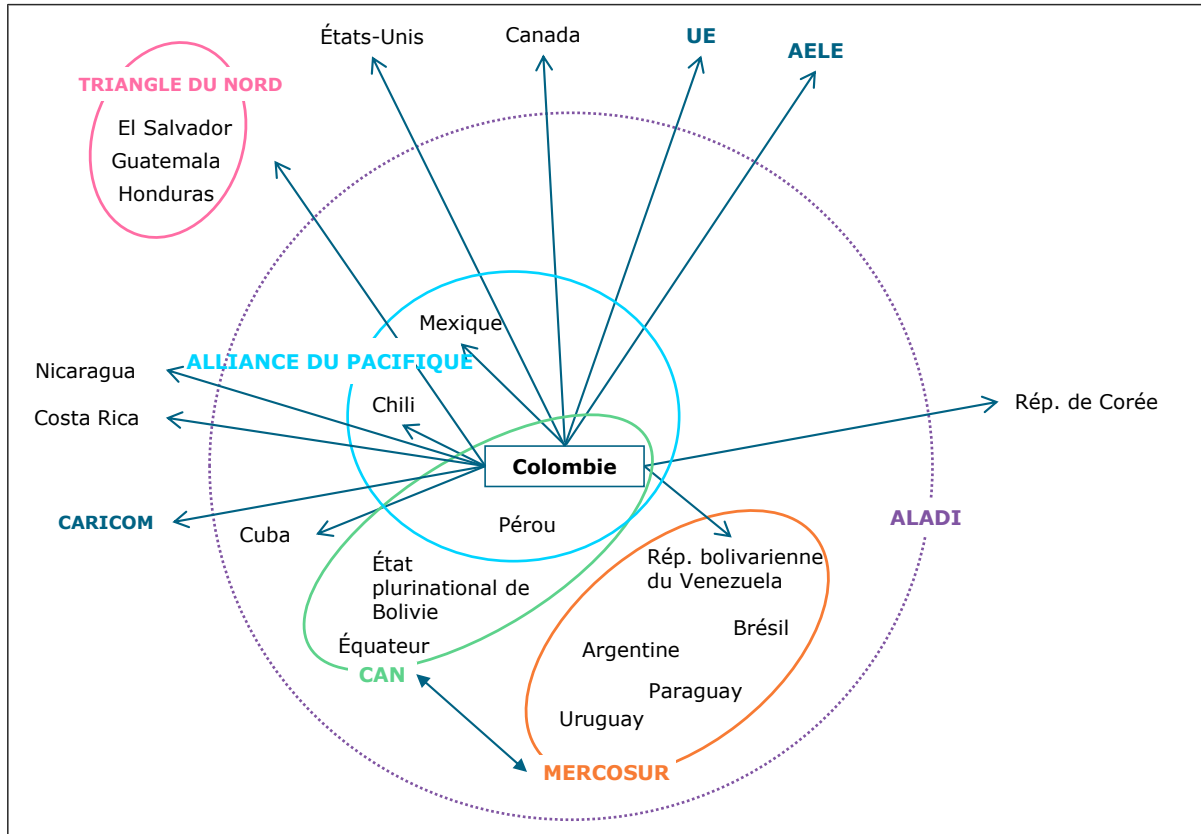 États-Unis
Canada
UE
AELE
TRIANGLE DU NORD
El Salvador
Guatemala
Honduras
Mexique
ALLIANCE DU PACIFIQUE
Nicaragua
Chili
Costa Rica
Rép. de Corée
Colombie
CARICOM
Cuba
Pérou
ALADI
État
plurinational de
Bolivie
Rép. bolivarienne
du Venezuela
Équateur
Brésil
Argentine
CAN
Paraguay
Uruguay
MERCOSUR